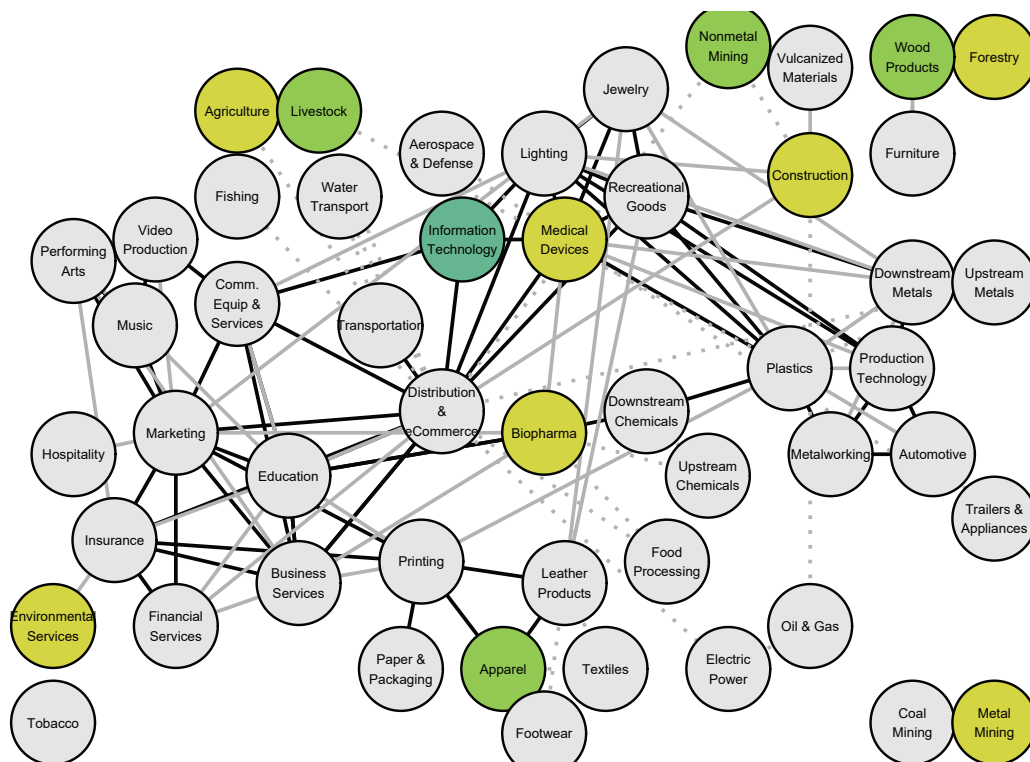 Nonmetal
Mining
Vulcanized
Materials
Wood
Products
Forestry
Jewelry
Agriculture
Livestock
Aerospace
& Defense
Lighting
Furniture
Construction
Fishing
Water
Transport
Recreational
Goods
Video
Production
Performing
Arts
Information
Technology
Medical
Devices
Downstream
Metals
Upstream
Metals
Comm.
Equip &
Services
Music
Transportation
Plastics
Production
Technology
Distribution
&
eCommerce
Downstream
Chemicals
Marketing
Biopharma
Hospitality
Education
Upstream
Chemicals
Metalworking
Automotive
Trailers &
Appliances
Insurance
Printing
Food
Processing
Business
Services
Leather
Products
Environmental
Services
Financial
Services
Oil & Gas
Paper &
Packaging
Apparel
Textiles
Electric
Power
Tobacco
Footwear
Coal
Mining
Metal
Mining